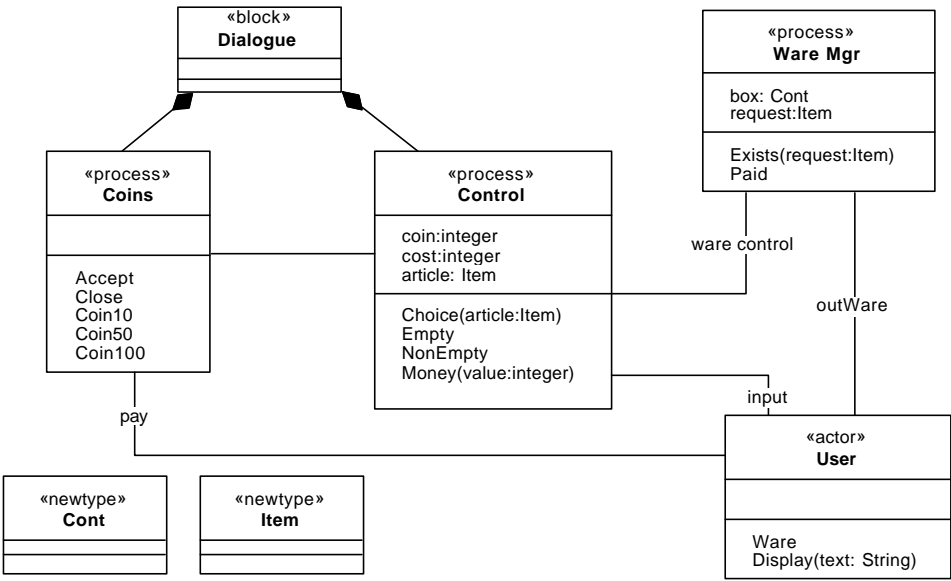 «block»
Dialogue
«process»
Ware Mgr
box: Cont
request:Item
Exists(request:Item)
Paid
«process»
Coins
Accept
Close
Coin10
Coin50
Coin100
«process»
Control
coin:integer
cost:integer
article: Item
Choice(article:Item)
Empty
NonEmpty
Money(value:integer)
ware control
outWare
input
pay
«actor»
User
Ware
Display(text: String)
«newtype»
Cont
«newtype»
Item